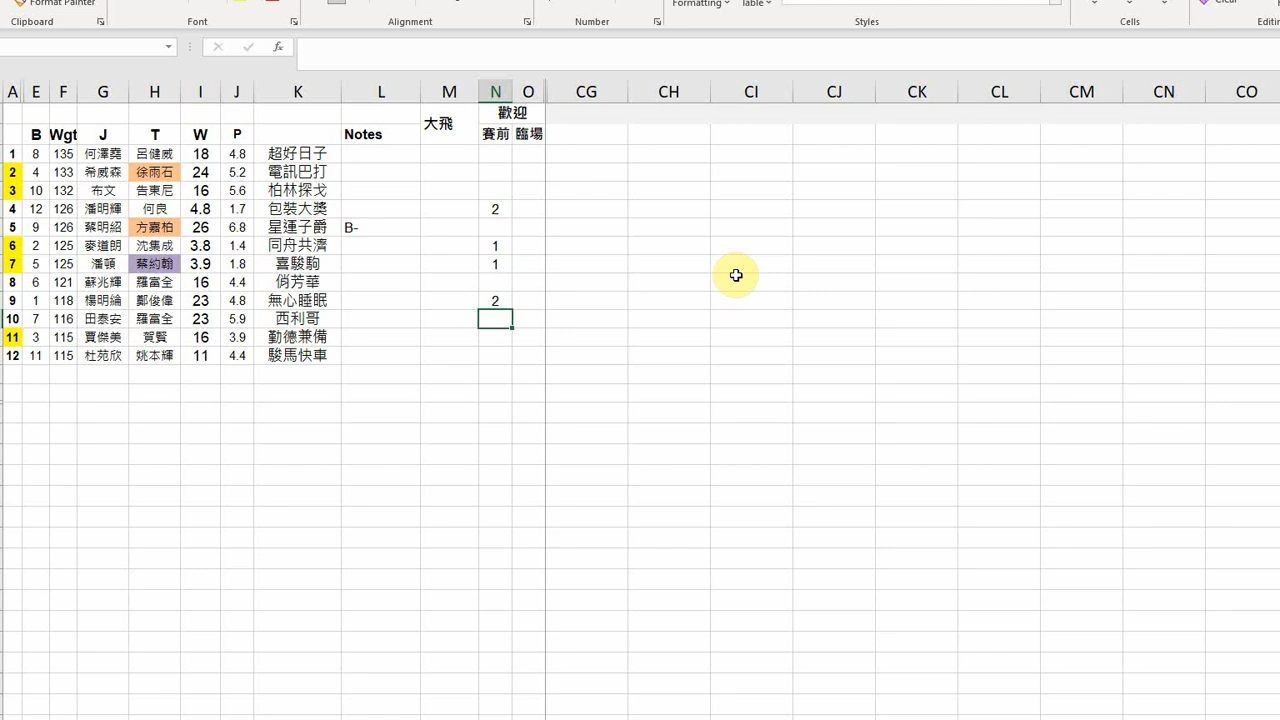 Format Painter
Formatting Table Clear
Clipboard Font Alignment Number Styles Cells Editin
fx
A E F G H I J K L M N O CG CH CI CJ CK CL CM CN CO
大飛 歡迎
B Wgt J T W P Notes 賽前 臨場
1 8 135 何澤堯 呂健威 18 4.8 超好日子
2 4 133 希威森 徐雨石 24 5.2 電訊巴打
3 10 132 布文 告東尼 16 5.6 柏林探戈
4 12 126 潘明輝 何良 4.8 1.7 包裝大獎 2
5 9 126 蔡明紹 方嘉柏 26 6.8 星運子爵 B-
6 2 125 麥道朗 沈集成 3.8 1.4 同舟共濟 1
7 5 125 潘頓 蔡約翰 3.9 1.8 喜駿駒 1
8 6 121 蘇兆輝 羅富全 16 4.4 俏芳華
9 1 118 楊明綸 鄭俊偉 23 4.8 無心睡眠 2
10 7 116 田泰安 羅富全 23 5.9 西利哥
11 3 115 賈傑美 賀賢 16 3.9 勤德兼備
12 11 115 杜苑欣 姚本輝 11 4.4 駿馬快車